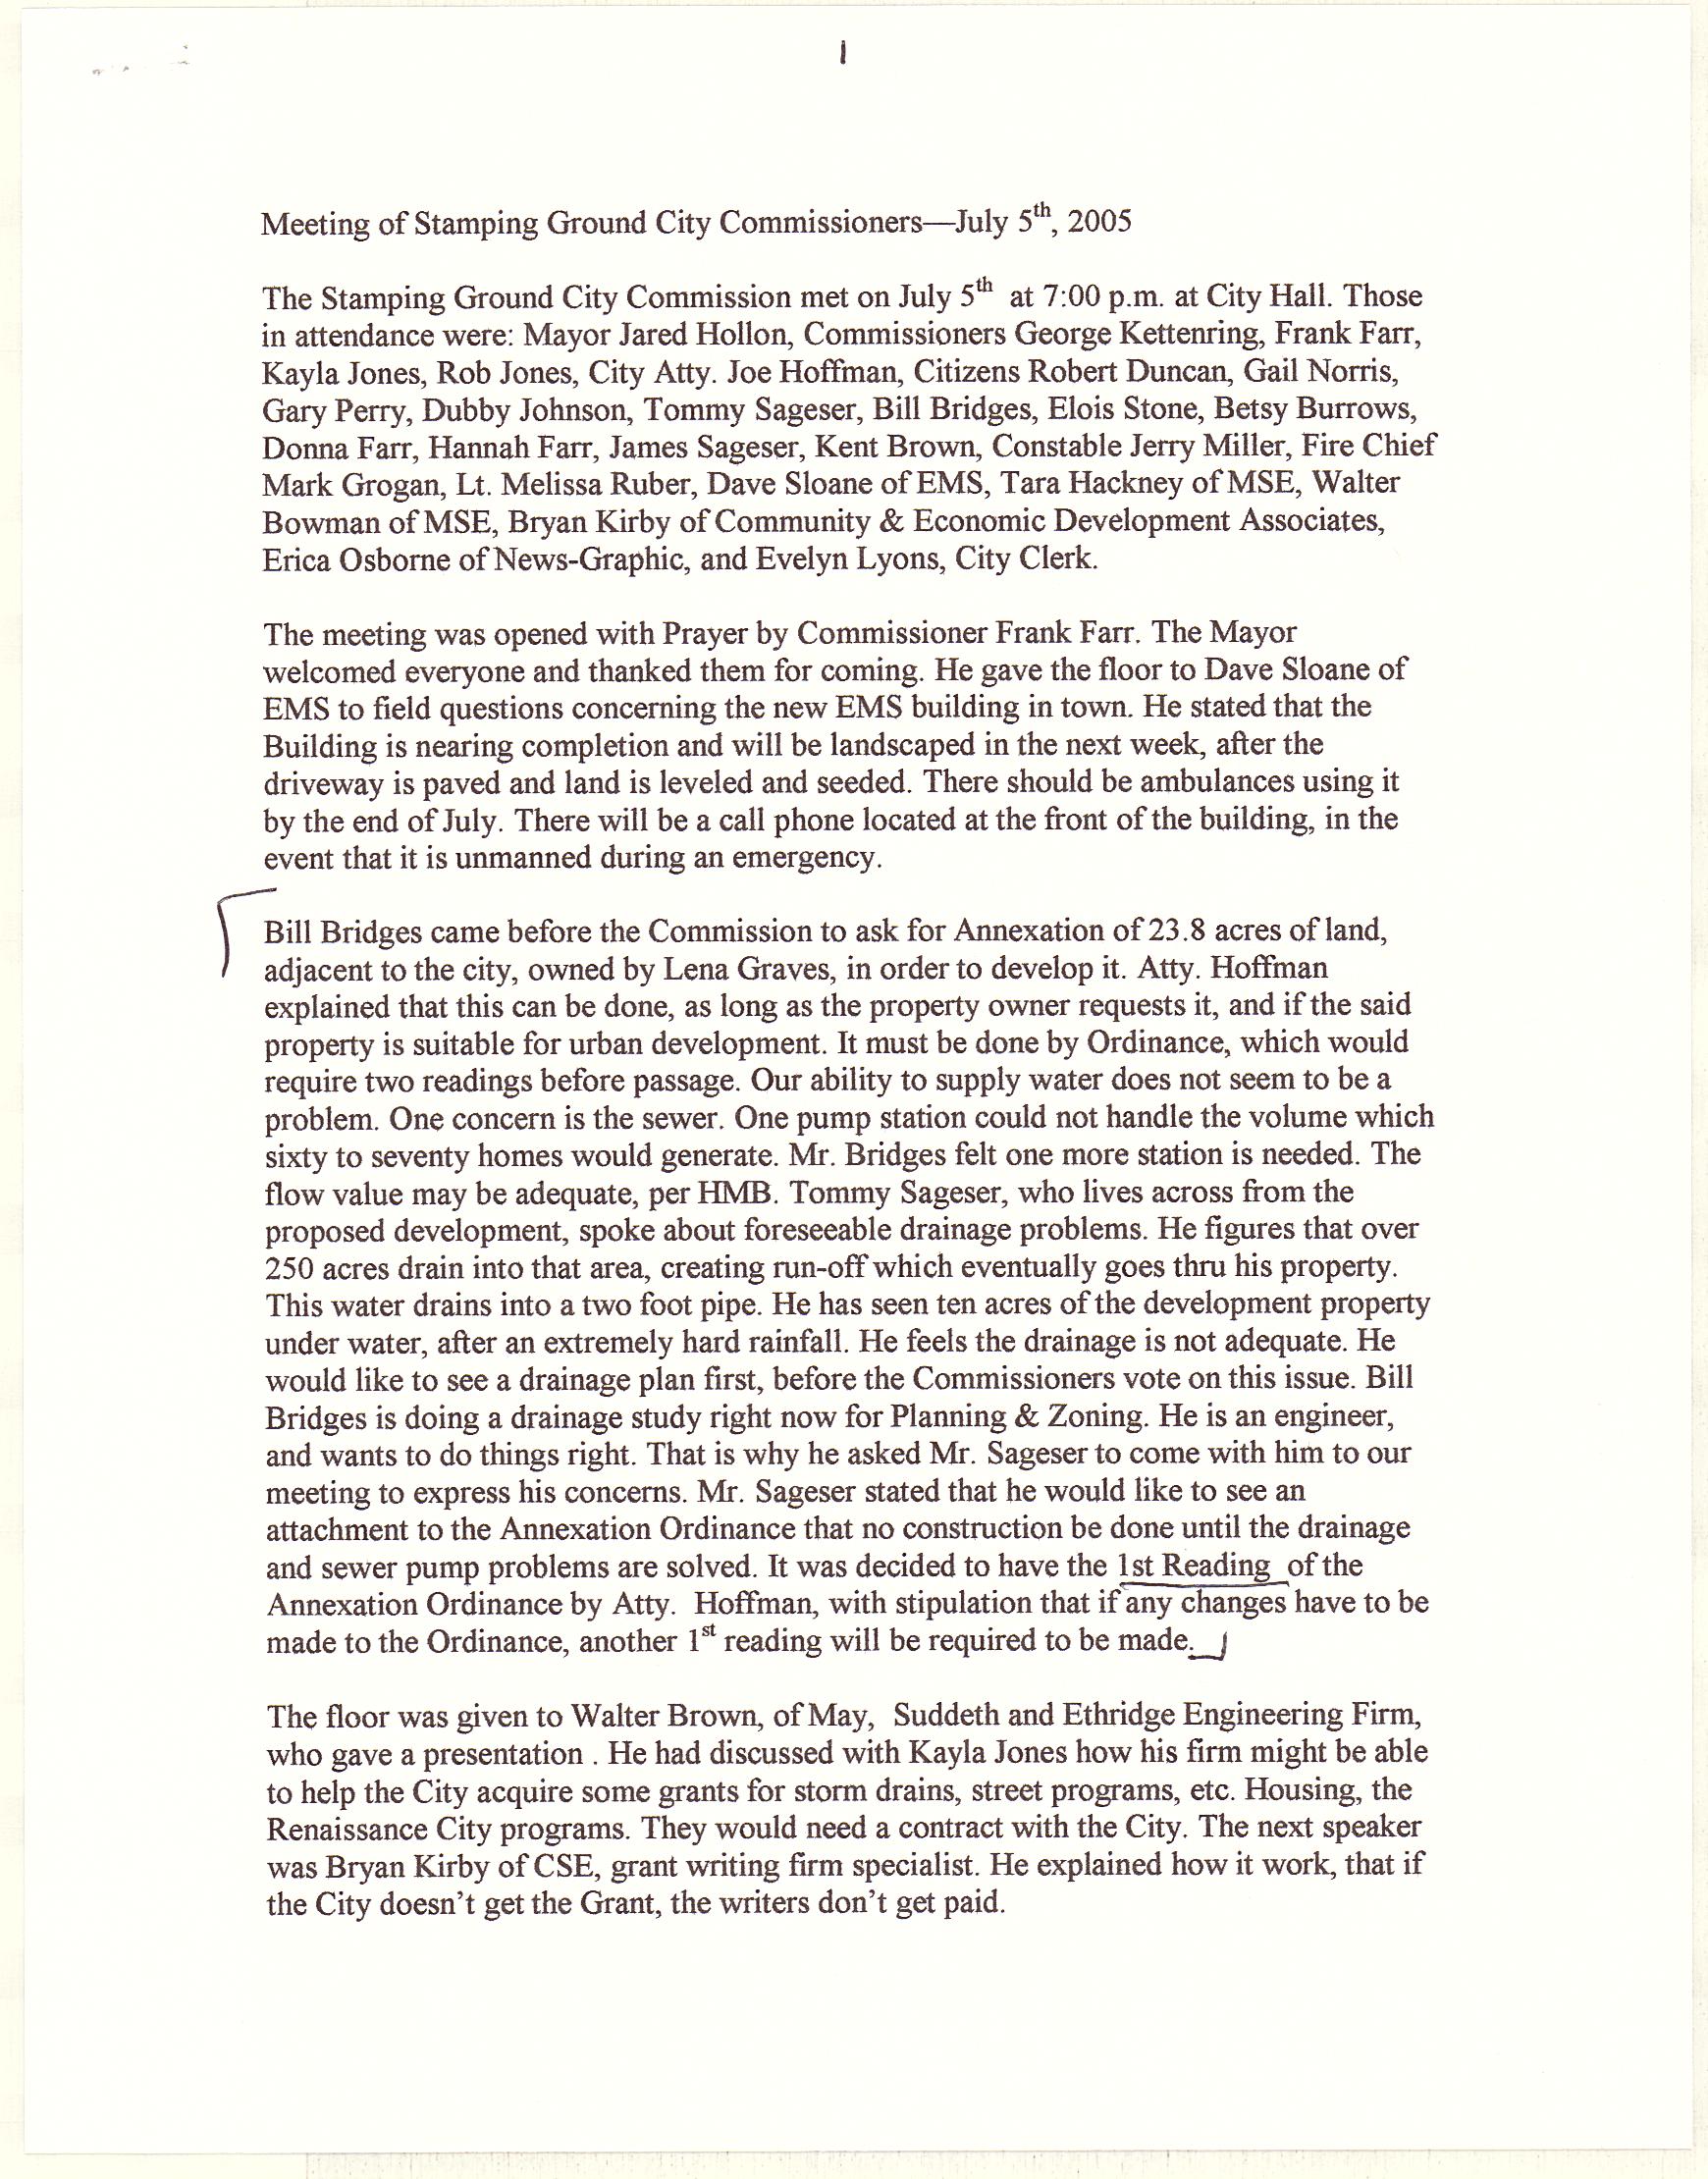 1
Meeting of Stamping Ground City Commissioners—July 5th, 2005
The Stamping Ground City Commission met on July 5th at 7:00 p.m. at City Hall. Those
in attendance were: Mayor Jared Hollon, Commissioners George Kettenring, Frank Farr,
Kayla Jones, Rob Jones, City Atty. Joe Hoffman, Citizens Robert Duncan, Gail Norris,
Gary Perry, Dubby Johnson, Tommy Sageser, Bill Bridges, Elois Stone, Betsy Burrows,
Donna Farr, Hannah Farr, James Sageser, Kent Brown, Constable Jerry Miller, Fire Chief
Mark Grogan, Lt. Melissa Ruber, Dave Sloane of EMS, Tara Hackney of MSE, Walter
Bowman of MSE, Bryan Kirby of Community & Economic Development Associates,
Erica Osborne of News-Graphic, and Evelyn Lyons, City Clerk.
The meeting was opened with Prayer by Commissioner Frank Farr. The Mayor
welcomed everyone and thanked them for coming. He gave the floor to Dave Sloane of
EMS to field questions concerning the new EMS building in town. He stated that the
Building is nearing completion and will be landscaped in the next week, after the
driveway is paved and land is leveled and seeded. There should be ambulances using it
by the end of July. There will be a call phone located at the front of the building, in the
event that it is unmanned during an emergency.
Bill Bridges came before the Commission to ask for Annexation of 23.8 acres of land,
adjacent to the city, owned by Lena Graves, in order to develop it. Atty. Hoffman
explained that this can be done, as long as the property owner requests it, and if the said
property is suitable for urban development. It must be done by Ordinance, which would
require two readings before passage. Our ability to supply water does not seem to be a
problem. One concern is the sewer. One pump station could not handle the volume which
sixty to seventy homes would generate. Mr. Bridges felt one more station is needed. The
flow value may be adequate, per HMB. Tommy Sageser, who lives across from the
proposed development, spoke about foreseeable drainage problems. He figures that over
250 acres drain into that area, creating run-off which eventually goes thru his property.
This water drains into a two foot pipe. He has seen ten acres of the development property
under water, after an extremely hard rainfall. He feels the drainage is not adequate. He
would like to see a drainage plan first, before the Commissioners vote on this issue. Bill
Bridges is doing a drainage study right now for Planning & Zoning. He is an engineer,
and wants to do things right. That is why he asked Mr. Sageser to come with him to our
meeting to express his concerns. Mr. Sageser stated that he would like to see an
attachment to the Annexation Ordinance that no construction be done until the drainage
and sewer pump problems are solved. It was decided to have the 1st Reading of the
Annexation Ordinance by Atty. Hoffman, with stipulation that if any changes have to be
made to the Ordinance, another 1st reading will be required to be made.
The floor was given to Walter Brown, of May, Suddeth and Ethridge Engineering Firm,
who gave a presentation . He had discussed with Kayla Jones how his firm might be able
to help the City acquire some grants for storm drains, street programs, etc. Housing, the
Renaissance City programs. They would need a contract with the City. The next speaker
was Bryan Kirby of CSE, grant writing firm specialist. He explained how it work, that if
the City doesn't get the Grant, the writers don't get paid.